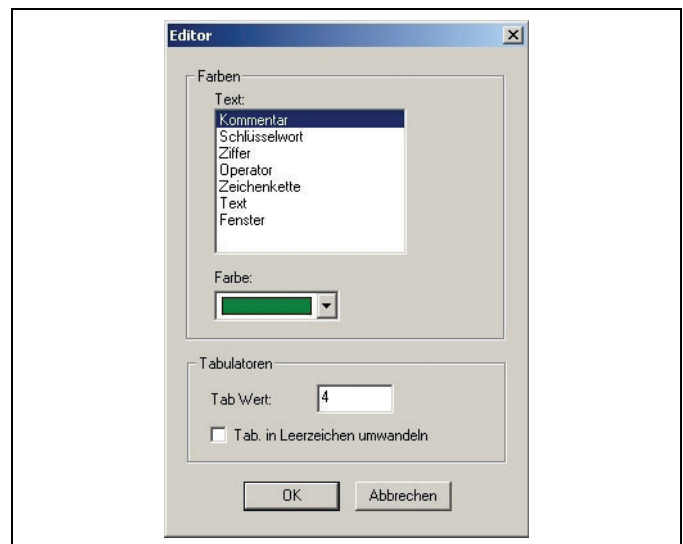 Editor
Farben
Text:
Kommentar
Schlüsselwort
Ziffer
Operator
Zeichenkette
Text
Fenster
Farbe:
Tabulatoren
Tab Wert: 4
Tab. in Leerzeichen umwandeln
OK Abbrechen